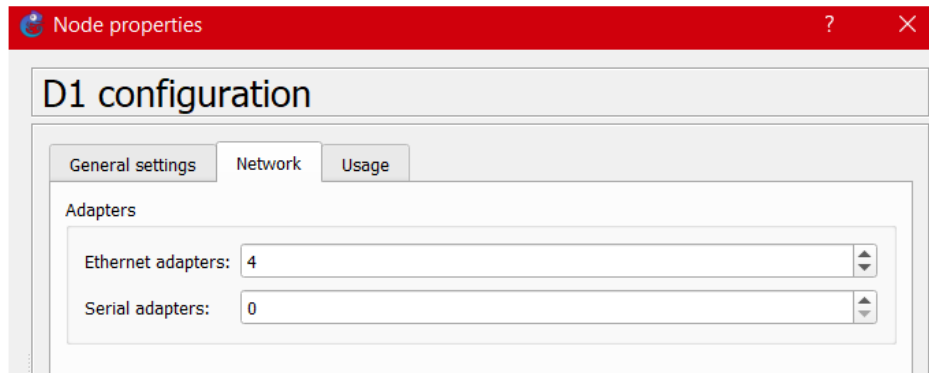 Node properties ? ×
D1 configuration
General settings Network Usage
Adapters
Ethernet adapters: 4
Serial adapters: 0